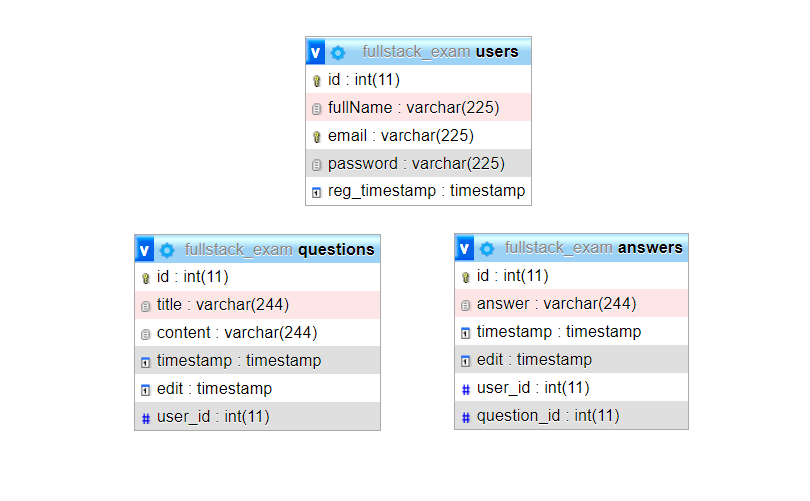 v fullstack_exam users
id : int(11)
fullName : varchar(225)
email : varchar(225)
password : varchar(225)
reg_timestamp : timestamp
v fullstack_exam questions
id : int(11)
title : varchar(244)
content : varchar(244)
timestamp : timestamp
edit : timestamp
# user_id : int(11)
v fullstack_exam answers
id : int(11)
answer : varchar(244)
timestamp : timestamp
edit : timestamp
# user_id : int(11)
# question_id : int(11)